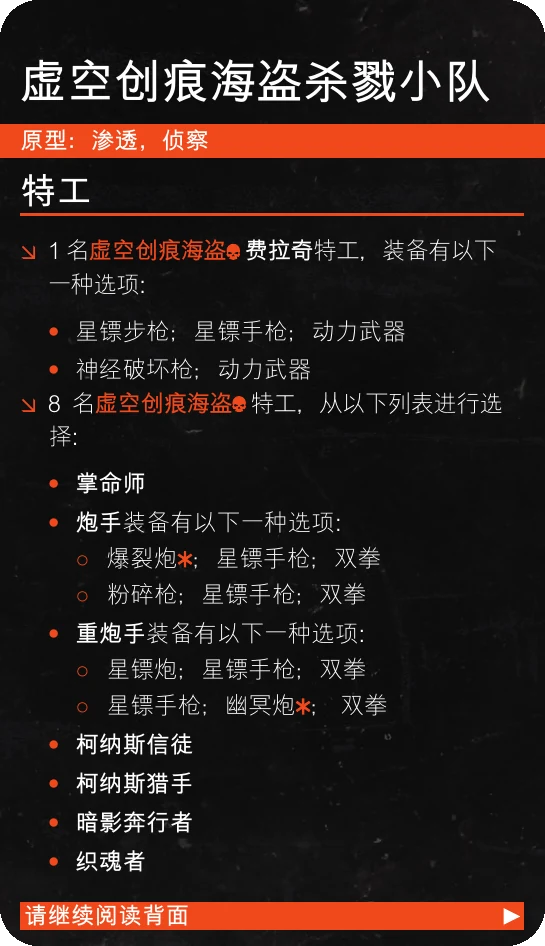 虚空创痕海盗杀戮小队
原型：渗透，侦察
特工
↘ 1 名虚空创痕海盗💀费拉奇特工，装备有以下
一种选项：
• 星镖步枪；星镖手枪；动力武器
• 神经破坏枪；动力武器
↘ 8 名虚空创痕海盗💀特工，从以下列表进行选
择：
• 掌命师
• 炮手装备有以下一种选项：
○ 爆裂炮*；星镖手枪；双拳
○ 粉碎枪；星镖手枪；双拳
• 重炮手装备有以下一种选项：
○ 星镖炮；星镖手枪；双拳
○ 星镖手枪；幽冥炮*；双拳
• 柯纳斯信徒
• 柯纳斯猎手
• 暗影奔行者
• 织魂者
请继续阅读背面 ▶